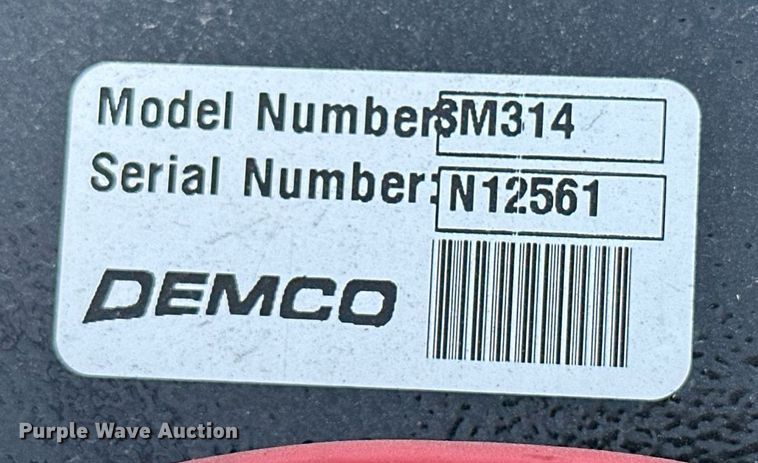 Model Number: SM314
Serial Number: N12561
DEMCO
Purple Wave Auction